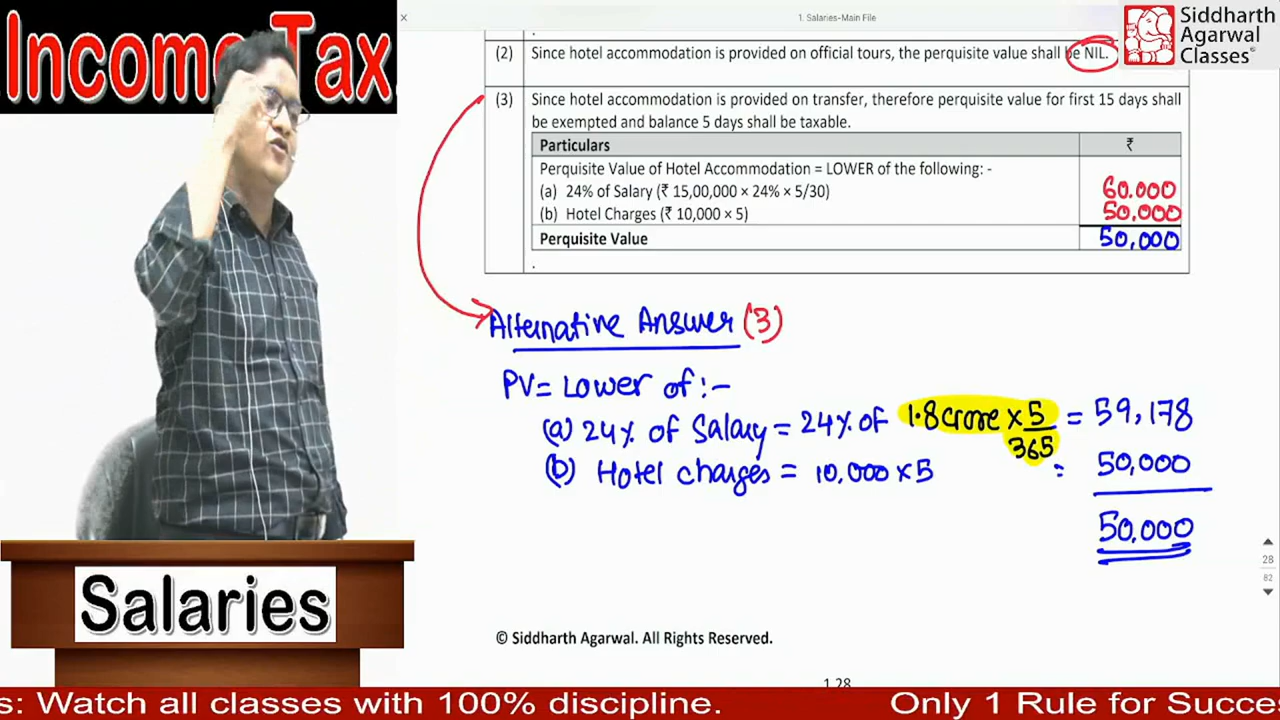 Income Tax
1. Salaries-Main File
Siddharth
Agarwal
Classes
(2) Since hotel accommodation is provided on official tours, the perquisite value shall be NIL.
(3) Since hotel accommodation is provided on transfer, therefore perquisite value for first 15 days shall
be exempted and balance 5 days shall be taxable.
Particulars ₹
Perquisite Value of Hotel Accommodation = LOWER of the following: -
(a) 24% of Salary (₹ 15,00,000 × 24% × 5/30) 60.000
(b) Hotel Charges (₹ 10,000 × 5) 50,000
Perquisite Value 50,000
.
Alternative Answer (3)
PV= Lower of :-
(a) 24% of Salary = 24% of 1.8 crore × 5/365 = 59,178
(b) Hotel charges = 10,000 × 5 = 50,000
50,000
28
82
© Siddharth Agarwal. All Rights Reserved.
1.28
Salaries
s: Watch all classes with 100% discipline. Only 1 Rule for Succes